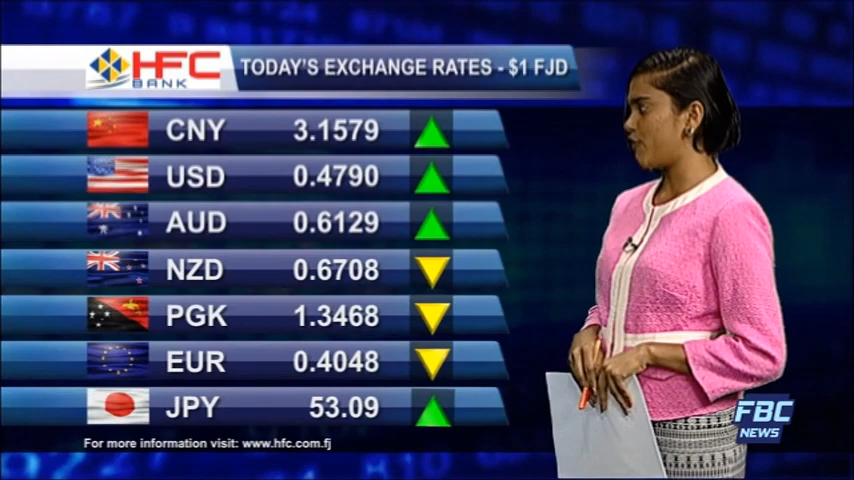 HFC
BANK
TODAY'S EXCHANGE RATES - $1 FJD
CNY 3.1579
USD 0.4790
AUD 0.6129
NZD 0.6708
PGK 1.3468
EUR 0.4048
JPY 53.09
For more information visit: www.hfc.com.fj
FBC
NEWS